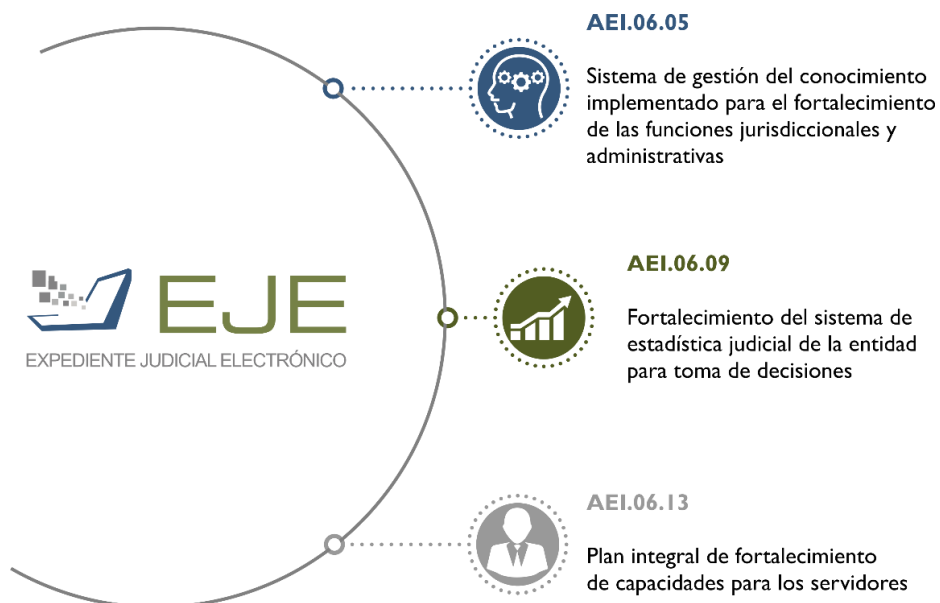 AEI.06.05
Sistema de gestión del conocimiento
implementado para el fortalecimiento
de las funciones jurisdiccionales y
administrativas
EJE
EXPEDIENTE JUDICIAL ELECTRÓNICO
AEI.06.09
Fortalecimiento del sistema de
estadística judicial de la entidad
para toma de decisiones
AEI.06.13
Plan integral de fortalecimiento
de capacidades para los servidores